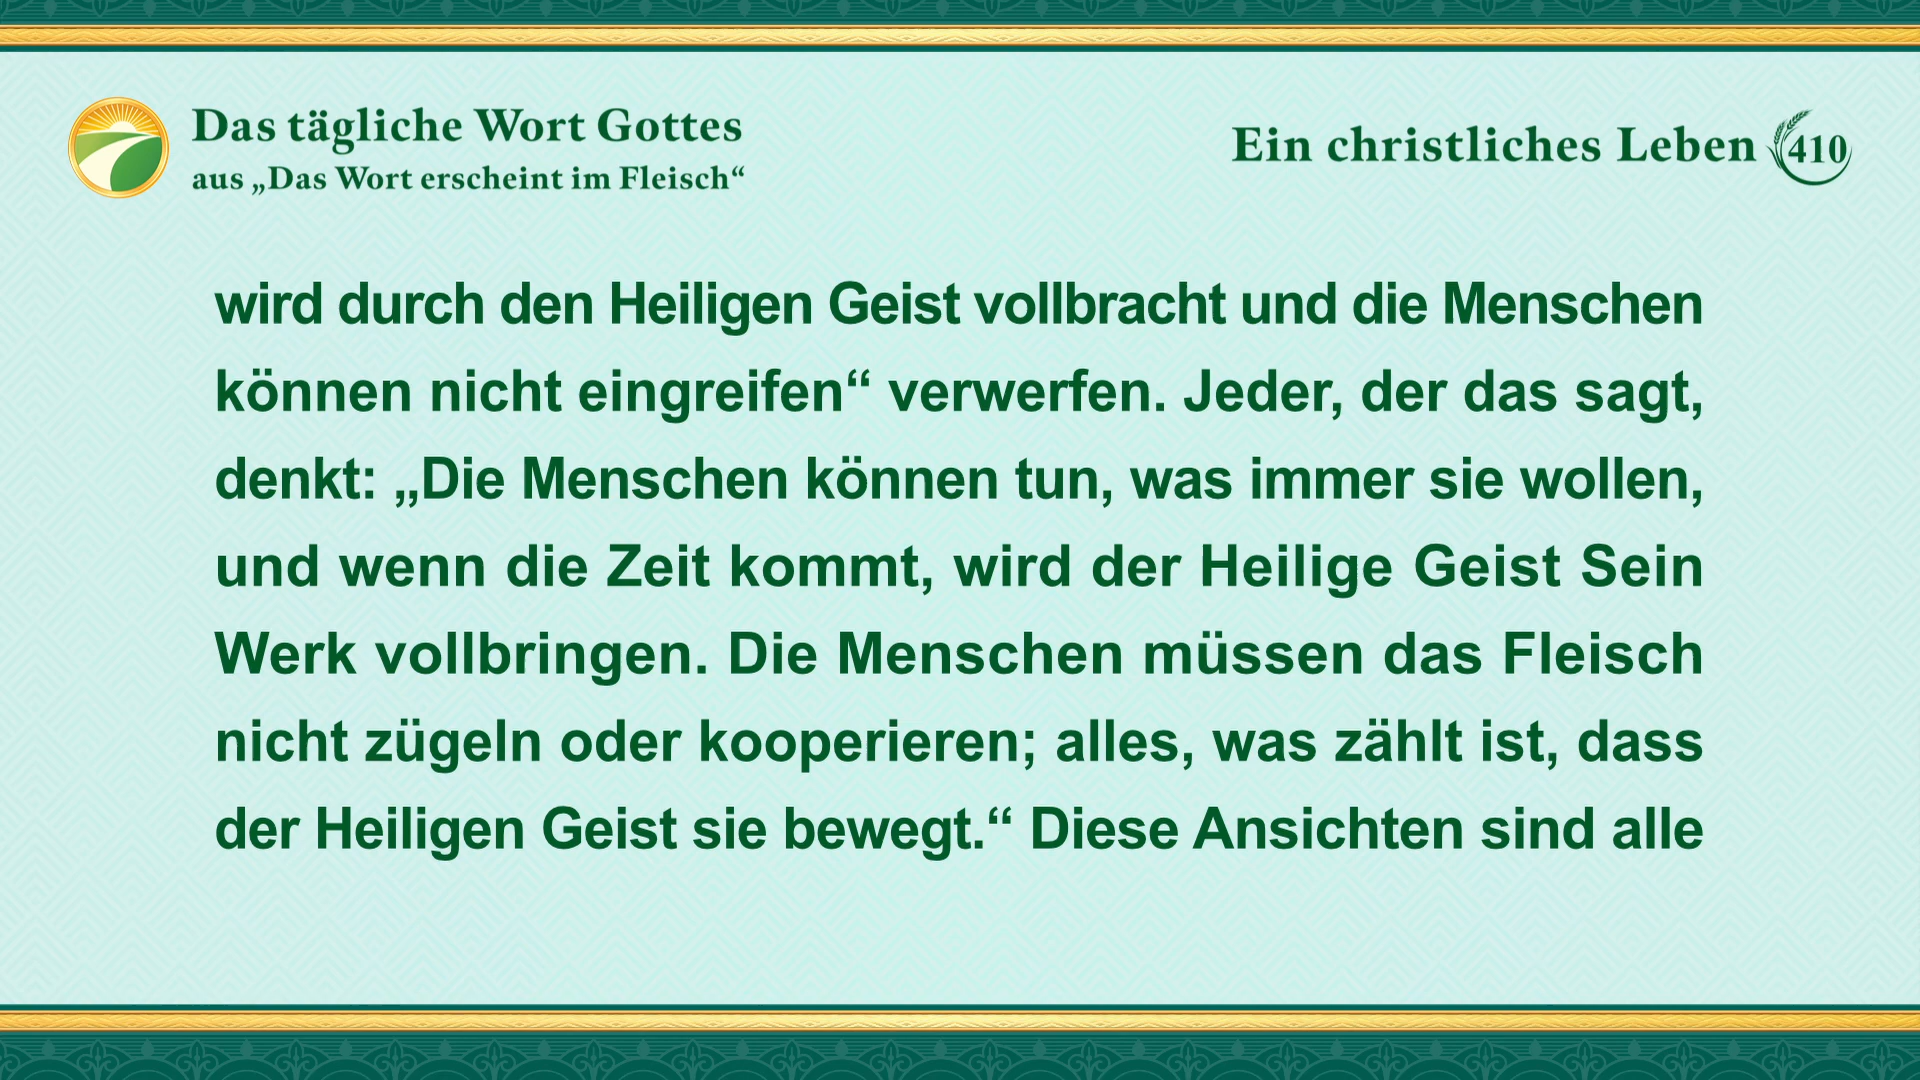 Das tägliche Wort Gottes
aus „Das Wort erscheint im Fleisch“
Ein christliches Leben 410
wird durch den Heiligen Geist vollbracht und die Menschen
können nicht eingreifen“ verwerfen. Jeder, der das sagt,
denkt: „Die Menschen können tun, was immer sie wollen,
und wenn die Zeit kommt, wird der Heilige Geist Sein
Werk vollbringen. Die Menschen müssen das Fleisch
nicht zügeln oder kooperieren; alles, was zählt ist, dass
der Heiligen Geist sie bewegt.“ Diese Ansichten sind alle